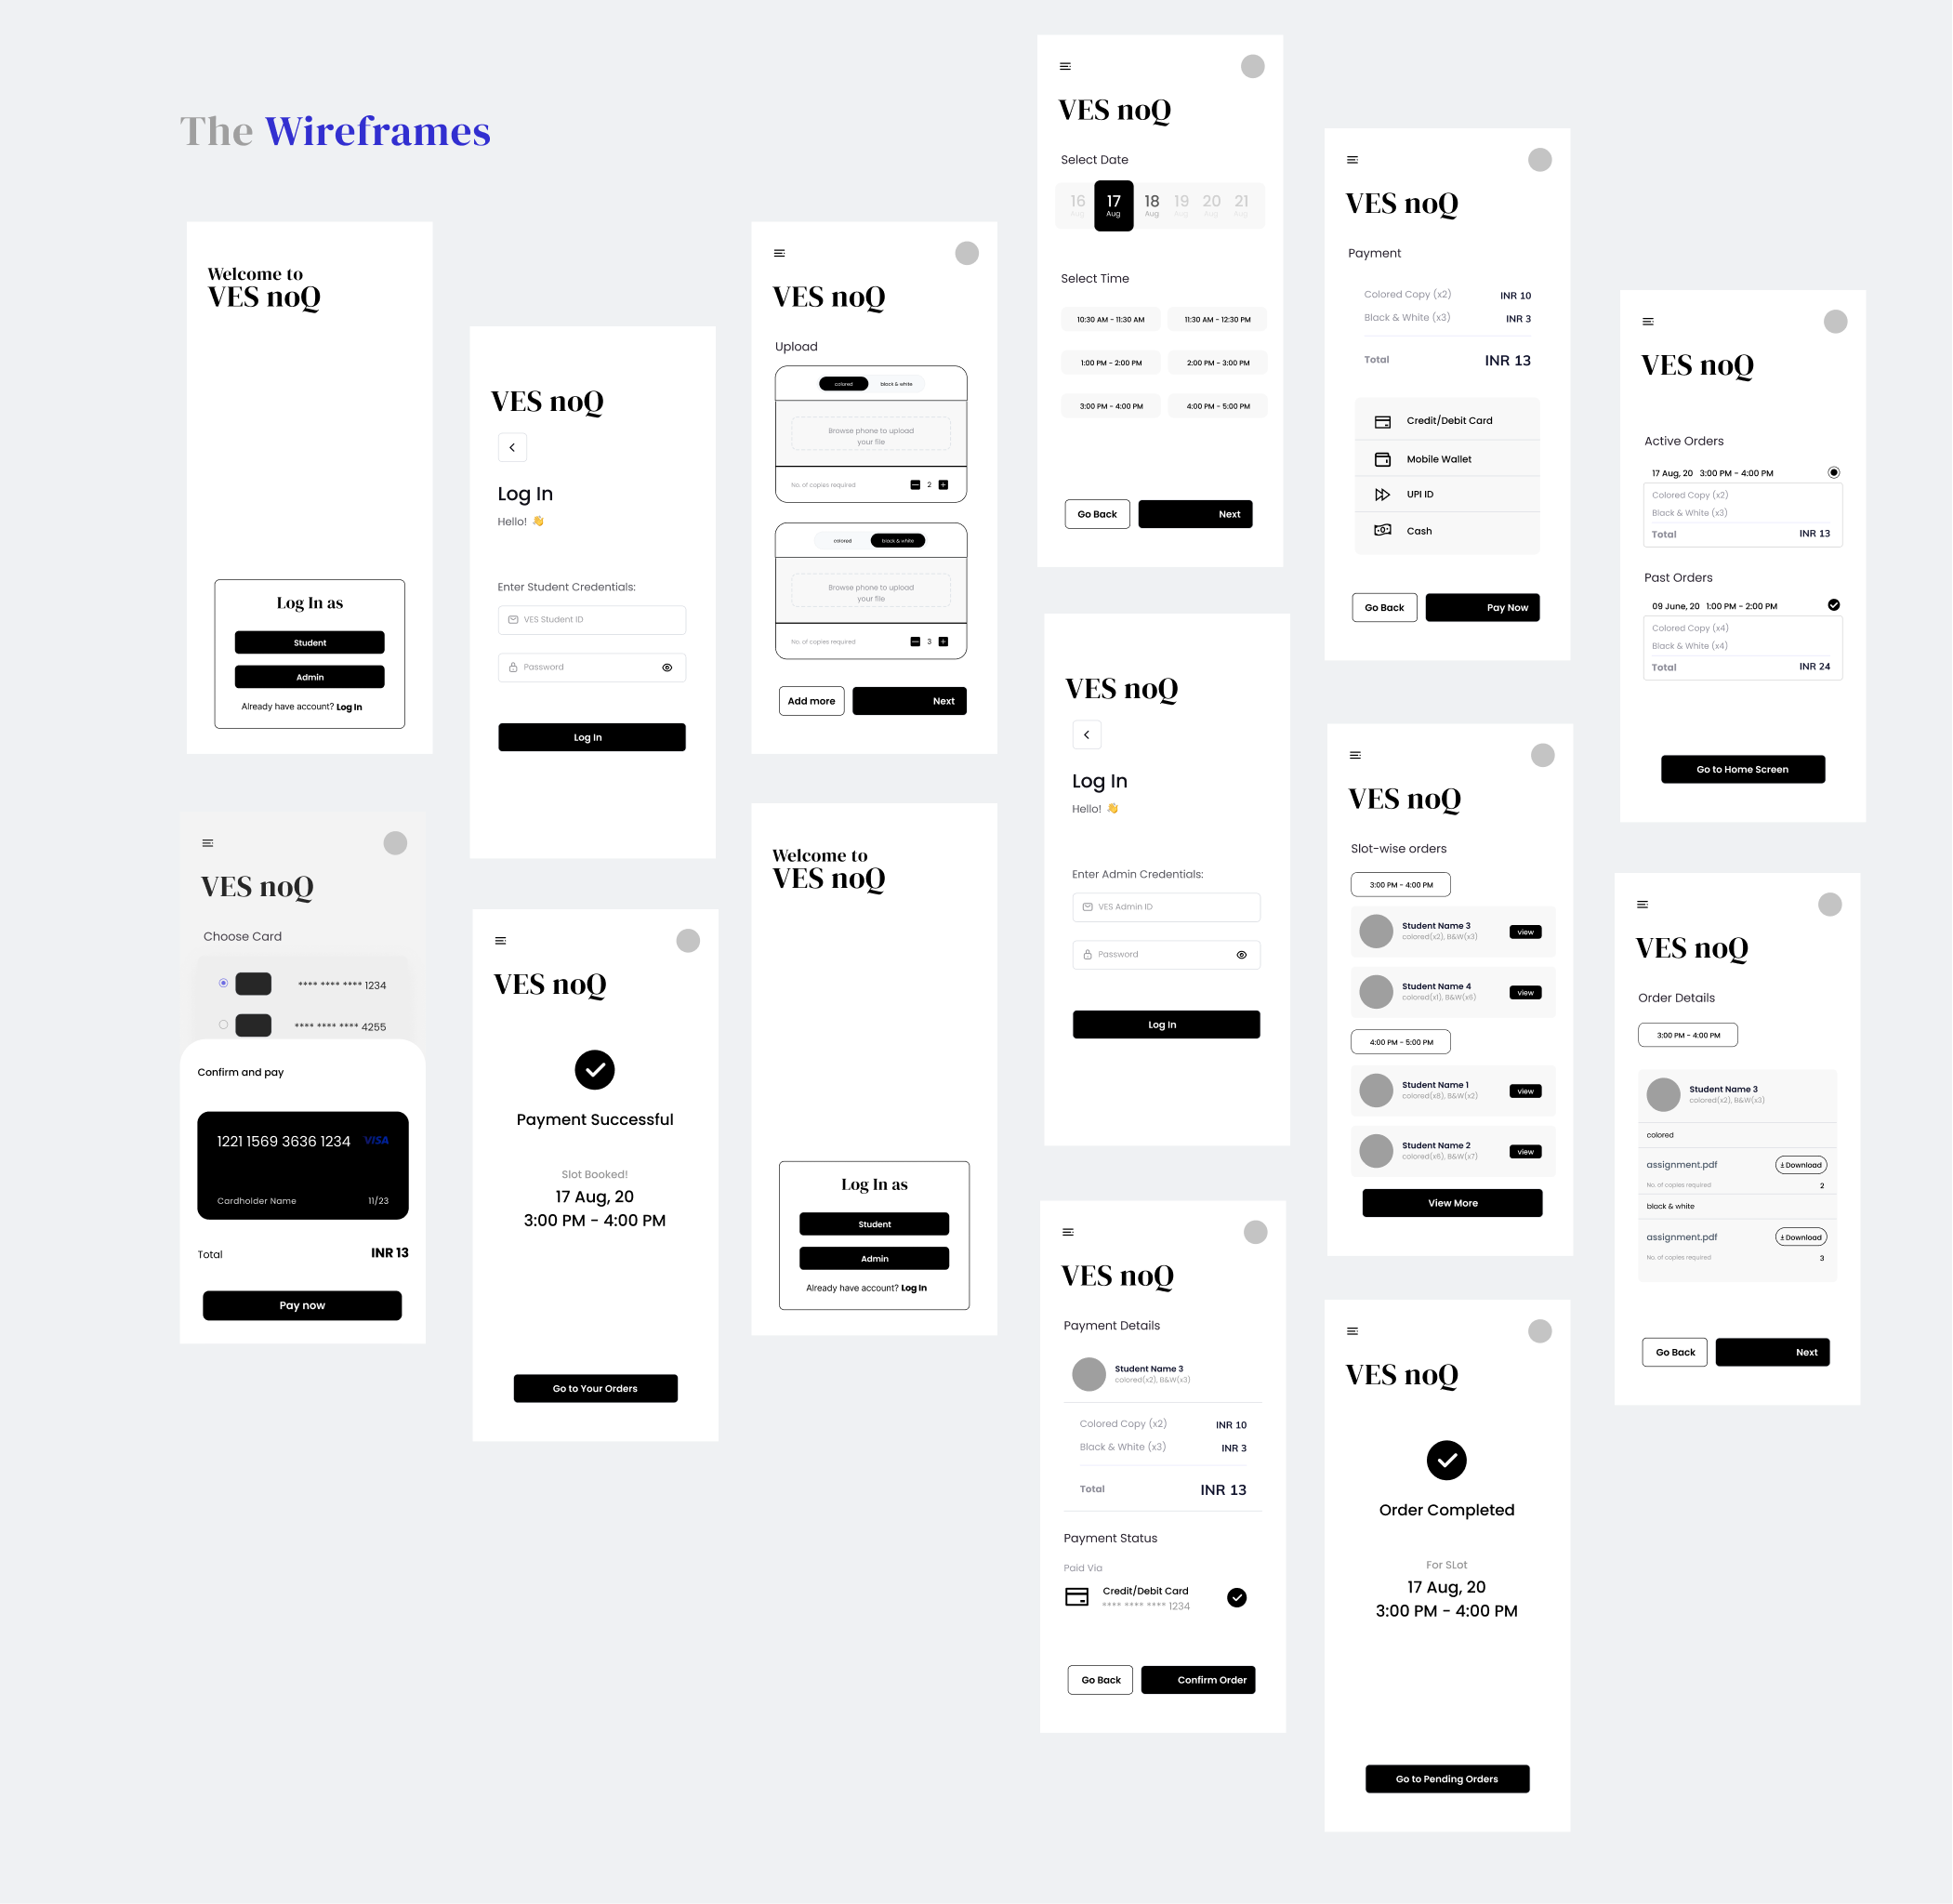 The Wireframes
Welcome to
VES noQ
Log In as
Student
Admin
Already have account? Log In
VES noQ
Log In
Hello! 👋
Enter Student Credentials:
VES Student ID
Password
Log In
VES noQ
Upload
colored black & white
Browse phone to upload
your file
No. of copies required 2
colored black & white
Browse phone to upload
your file
No. of copies required 3
Add more Next
VES noQ
Select Date
16 17 18 19 20 21
Aug Aug Aug Aug Aug Aug
Select Time
10:30 AM - 11:30 AM 11:30 AM - 12:30 PM
1:00 PM - 2:00 PM 2:00 PM - 3:00 PM
3:00 PM - 4:00 PM 4:00 PM - 5:00 PM
Go Back Next
VES noQ
Payment
Colored Copy (x2) INR 10
Black & White (x3) INR 3
Total INR 13
Credit/Debit Card
Mobile Wallet
UPI ID
Cash
Go Back Pay Now
VES noQ
Active Orders
17 Aug, 20 3:00 PM - 4:00 PM
Colored Copy (x2)
Black & White (x3)
Total INR 13
Past Orders
09 June, 20 1:00 PM - 2:00 PM
Colored Copy (x4)
Black & White (x4)
Total INR 24
Go to Home Screen
VES noQ
Choose Card
**** **** **** 1234
**** **** **** 4255
Confirm and pay
1221 1569 3636 1234 VISA
Cardholder Name 11/23
Total INR 13
Pay now
VES noQ
Payment Successful
Slot Booked!
17 Aug, 20
3:00 PM - 4:00 PM
Go to Your Orders
Welcome to
VES noQ
Log In as
Student
Admin
Already have account? Log In
VES noQ
Log In
Hello! 👋
Enter Admin Credentials:
VES Admin ID
Password
Log In
VES noQ
Slot-wise orders
3:00 PM - 4:00 PM
Student Name 3
colored(x2), B&W(x3)
view
Student Name 4
colored(x1), B&W(x6)
view
4:00 PM - 5:00 PM
Student Name 1
colored(x8), B&W(x2)
view
Student Name 2
colored(x6), B&W(x7)
view
View More
VES noQ
Order Details
3:00 PM - 4:00 PM
Student Name 3
colored(x2), B&W(x3)
colored
assignment.pdf Download
No. of copies required 2
black & white
assignment.pdf Download
No. of copies required 3
Go Back Next
VES noQ
Payment Details
Student Name 3
colored(x2), B&W(x3)
Colored Copy (x2) INR 10
Black & White (x3) INR 3
Total INR 13
Payment Status
Paid Via
Credit/Debit Card
**** **** **** 1234
Go Back Confirm Order
VES noQ
Order Completed
For SLot
17 Aug, 20
3:00 PM - 4:00 PM
Go to Pending Orders